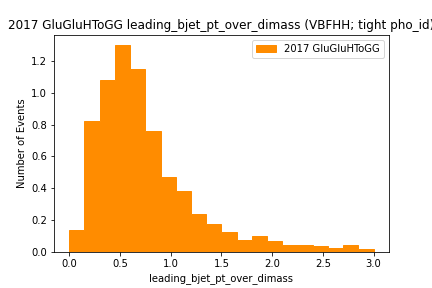 2017 GluGluHToGG leading_bjet_pt_over_dimass (VBFHH; tight pho_id)
2017 GluGluHToGG
Number of Events
1.2
1.0
0.8
0.6
0.4
0.2
0.0
0.0 0.5 1.0 1.5 2.0 2.5 3.0
leading_bjet_pt_over_dimass